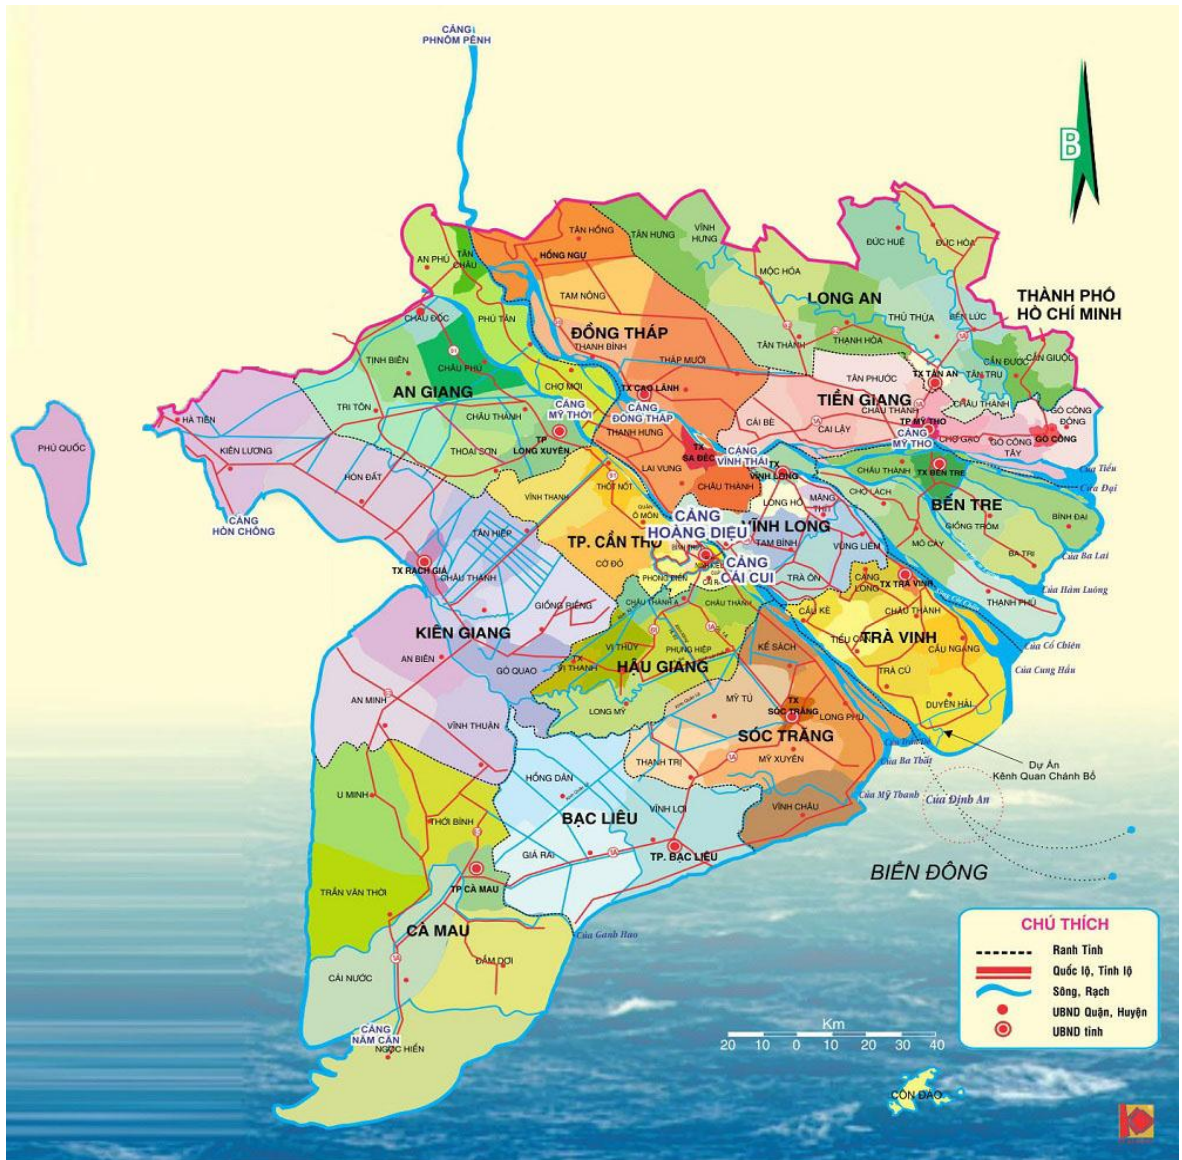 CẢNG
PHNÔM PÊNH
B
TÂN HỒNG
TÂN HƯNG
VĨNH
HƯNG
ĐỨC HUỆ
ĐỨC HÒA
AN PHÚ
TÂN
CHÂU
HỒNG NGỰ
MỘC HÓA
TAM NÔNG
LONG AN
THÀNH PHỐ
HỒ CHÍ MINH
CHÂU ĐỐC
PHÚ TÂN
THỦ THỪA
BẾN LỨC
ĐỒNG THÁP
THANH BÌNH
TÂN THẠNH
THẠNH HÓA
TỊNH BIÊN
CHÂU PHÚ
THÁP MƯỜI
CẦN ĐƯỚC
CẦN GIUỘC
AN GIANG
CHỢ MỚI
TX CAO LÃNH
TÂN PHƯỚC
TX TÂN AN
TÂN TRỤ
TRI TÔN
CHÂU THÀNH
CẢNG
MỸ THỚI
CẢNG
ĐỒNG THÁP
TIỀN GIANG
CHÂU THÀNH
CHÂU THÀNH
GÒ CÔNG
ĐÔNG
HÀ TIÊN
CÁI BÈ
CAI LẬY
TP MỸ THO
CẢNG
MỸ THO
CHỢ GẠO
GÒ CÔNG
TÂY
GÒ CÔNG
PHÚ QUỐC
KIÊN LƯƠNG
THOẠI SƠN
TP
LONG XUYÊN
THẠNH HƯNG
TX
SA ĐÉC
CẢNG
VĨNH THÁI
TX
VĨNH LONG
CHÂU THÀNH
TX BẾN TRE
Cửa Tiểu
Cửa Đại
HÒN ĐẤT
VĨNH THẠNH
THỐT NỐT
LAI VUNG
CHÂU THÀNH
LONG HỒ
MANG
THÍT
CHỢ LÁCH
BẾN TRE
GIỒNG TRÔM
BÌNH ĐẠI
CẢNG
HÒN CHÔNG
TÂN HIỆP
QUẬN
Ô MÔN
CẢNG
HOÀNG DIỆU
VĨNH LONG
TAM BÌNH
VŨNG LIÊM
MỎ CÀY
BA TRI
Cửa Ba Lai
TP. CẦN THƠ
CỜ ĐỎ
PHONG ĐIỀN
CẢNG
CÁI CUI
TRÀ ÔN
TX RẠCH GIÁ
CHÂU THÀNH
CÀNG
LONG
TX TRÀ VINH
THẠNH PHÚ
Cửa Hàm Luông
GIỒNG RIỀNG
CHÂU THÀNH A
CHÂU THÀNH
CẦU KÈ
CHÂU THÀNH
KIÊN GIANG
TRÀ VINH
Cửa Cổ Chiên
AN BIÊN
GÒ QUAO
TX
VỊ THANH
VỊ THỦY
PHỤNG HIỆP
KẾ SÁCH
CẦU NGANG
HẬU GIANG
TRÀ CÚ
Cửa Cung Hầu
AN MINH
LONG MỸ
MỸ TÚ
TX
SÓC TRĂNG
LONG PHÚ
DUYÊN HẢI
VĨNH THUẬN
SÓC TRĂNG
MỸ XUYÊN
THẠNH TRỊ
Cửa Ba Thắt
Dự Án
Kênh Quan Chánh Bố
HỒNG DÂN
U MINH
THỚI BÌNH
VĨNH LỢI
VĨNH CHÂU
Cửa Mỹ Thanh
Cửa Định An
BẠC LIÊU
GIÁ RAI
TP. BẠC LIÊU
TRẦN VĂN THỜI
TP CÀ MAU
BIỂN ĐÔNG
CÀ MAU
Cửa Ganh Hao
CÁI NƯỚC
ĐẦM DƠI
CẢNG
NĂM CĂN
NGỌC HIỂN
CHÚ THÍCH
Ranh Tỉnh
Quốc lộ, Tỉnh lộ
Sông, Rạch
UBND Quận, Huyện
UBND tỉnh
Km
20 10 0 10 20 30 40
CÔN ĐẢO